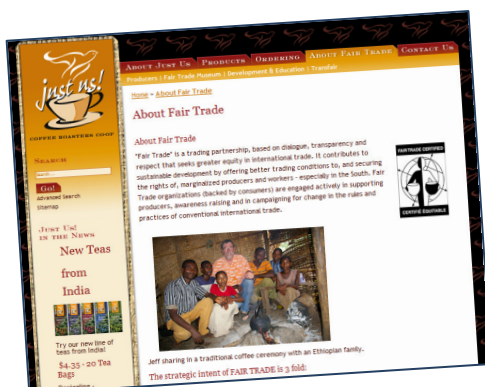 just us!
COFFEE ROASTERS COOP
About Just Us Products Ordering About Fair Trade Contact Us
Producers | Fair Trade Museum | Development & Education | Transfair
Home » About Fair Trade
About Fair Trade
About Fair Trade
"Fair Trade" is a trading partnership, based on dialogue, transparency and
respect that seeks greater equity in international trade. It contributes to
sustainable development by offering better trading conditions to, and securing
the rights of, marginalized producers and workers - especially in the South. Fair
Trade organizations (backed by consumers) are engaged actively in supporting
producers, awareness raising and in campaigning for change in the rules and
practices of conventional international trade.
FAIR TRADE CERTIFIED
CERTIFIÉ ÉQUITABLE
Jeff sharing in a traditional coffee ceremony with an Ethiopian family.
The strategic intent of FAIR TRADE is 3 fold:
Search
Go!
Advanced Search
Sitemap
Just Us!
in the News
New Teas
from
India
Try our new line of
teas from India!
$4.35 - 20 Tea
Bags